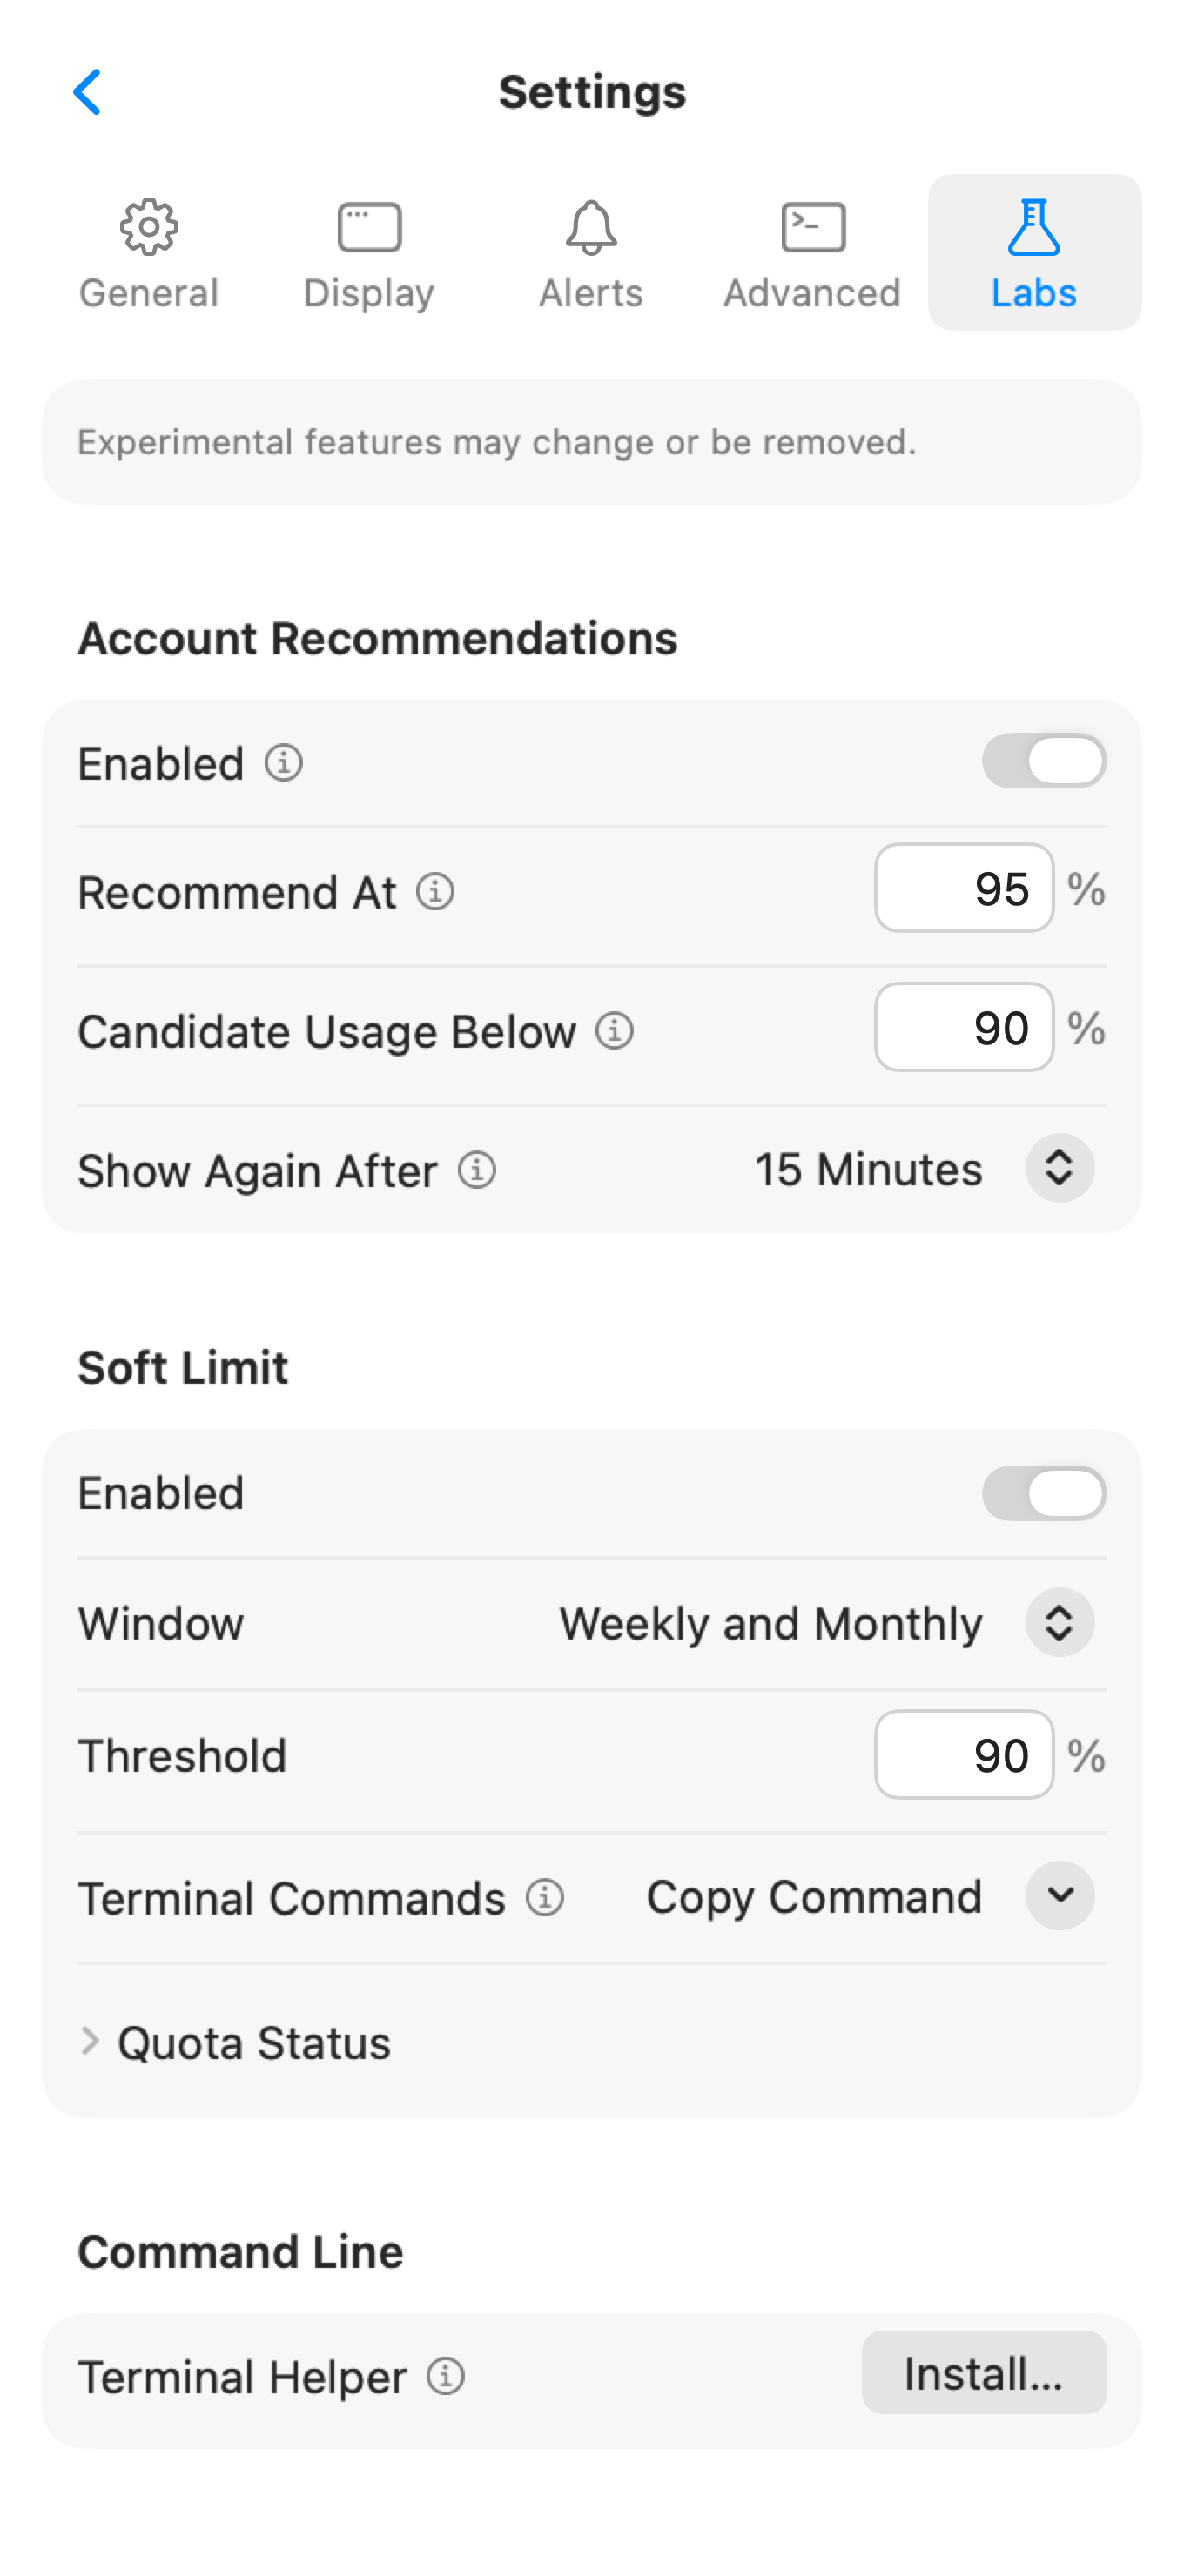 Settings
General
Display
Alerts
Advanced
Labs
Experimental features may change or be removed.
Account Recommendations
Enabled
Recommend At 95 %
Candidate Usage Below 90 %
Show Again After 15 Minutes
Soft Limit
Enabled
Window Weekly and Monthly
Threshold 90 %
Terminal Commands Copy Command
Quota Status
Command Line
Terminal Helper Install...